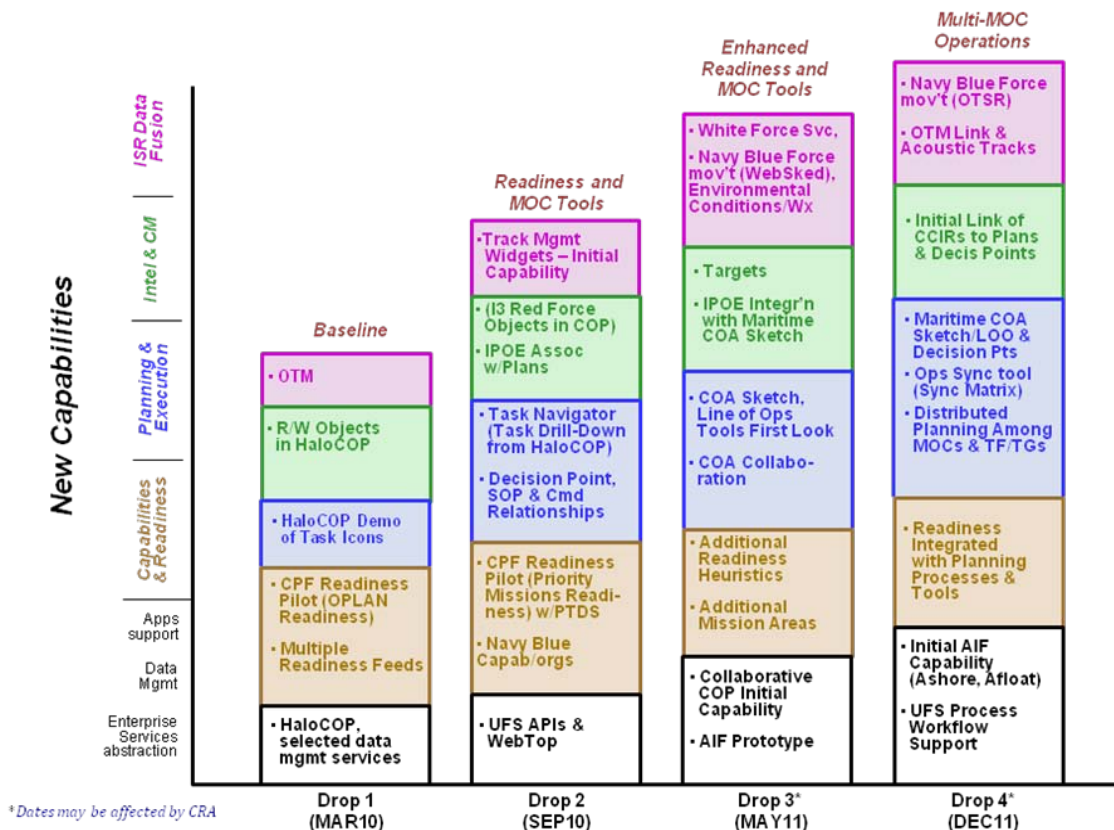 New Capabilities
ISR Data
Fusion
Intel & CM
Planning &
Execution
Capabilities
& Readiness
Apps
support
Data
Mgmt
Enterprise
Services
abstraction
Baseline
• OTM
• R/W Objects
in HaloCOP
• HaloCOP Demo
of Task Icons
• CPF Readiness
Pilot (OPLAN
Readiness)
• Multiple
Readiness Feeds
• HaloCOP,
selected data
mgmt services
Drop 1
(MAR10)
Readiness and
MOC Tools
•Track Mgmt
Widgets – Initial
Capability
•(I3 Red Force
Objects in COP)
• IPOE Assoc
w/Plans
• Task Navigator
(Task Drill-Down
from HaloCOP)
• Decision Point,
SOP & Cmd
Relationships
• CPF Readiness
Pilot (Priority
Missions Readi-
ness) w/PTDS
• Navy Blue
Capab/orgs
• UFS APIs &
WebTop
Drop 2
(SEP10)
Enhanced
Readiness and
MOC Tools
• White Force Svc,
• Navy Blue Force
mov't (WebSked),
Environmental
Conditions/Wx
• Targets
• IPOE Integr'n
with Maritime
COA Sketch
• COA Sketch,
Line of Ops
Tools First Look
• COA Collabo-
ration
• Additional
Readiness
Heuristics
• Additional
Mission Areas
• Collaborative
COP Initial
Capability
• AIF Prototype
Drop 3*
(MAY11)
Multi-MOC
Operations
• Navy Blue Force
mov't (OTSR)
• OTM Link &
Acoustic Tracks
• Initial Link of
CCIRs to Plans
& Decis Points
• Maritime COA
Sketch/LOO &
Decision Pts
• Ops Sync tool
(Sync Matrix)
• Distributed
Planning Among
MOCs & TF/TGs
• Readiness
Integrated
with Planning
Processes &
Tools
• Initial AIF
Capability
(Ashore, Afloat)
• UFS Process
Workflow
Support
Drop 4*
(DEC11)
*Dates may be affected by CRA